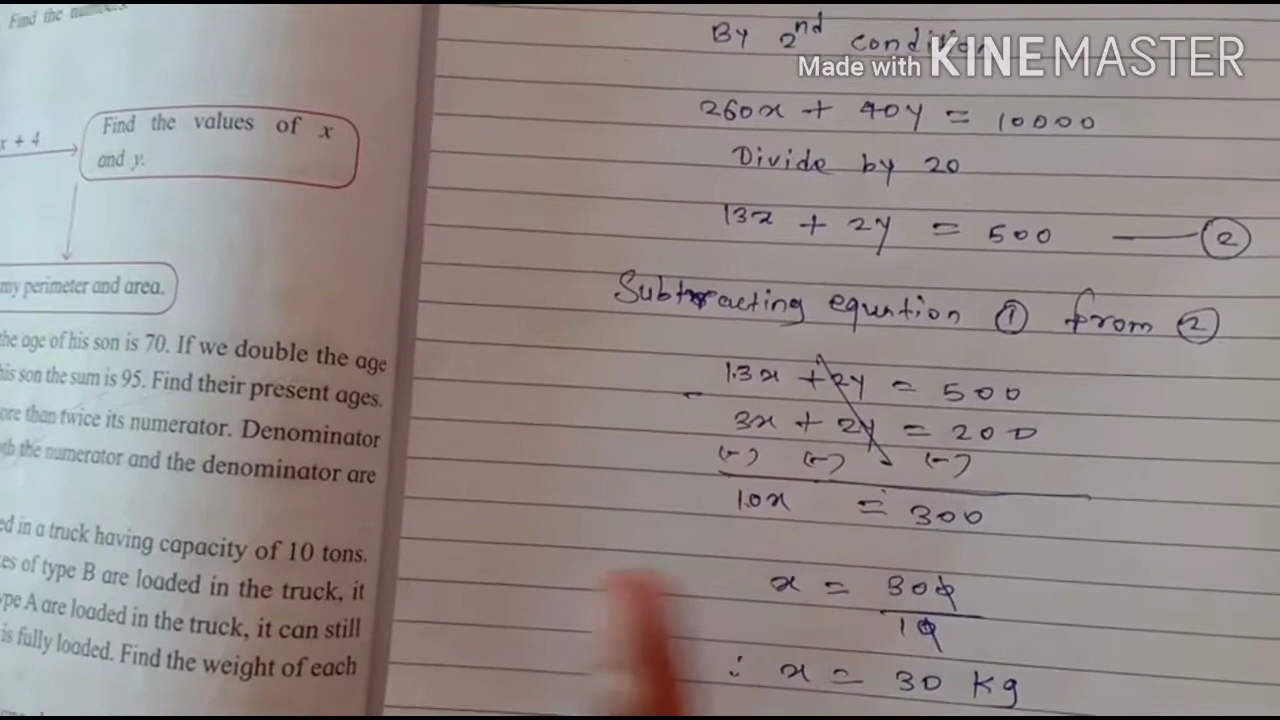 Find the
x + 4
Find the values of x
and y.
my perimeter and area.
the age of his son is 70. If we double the age
his son the sum is 95. Find their present ages.
ore than twice its numerator. Denominator
the numerator and the denominator are
ed in a truck having capacity of 10 tons.
es of type B are loaded in the truck, it
ype A are loaded in the truck, it can still
is fully loaded. Find the weight of each
By 2nd condition
Made with KINEMASTER
260x + 40y = 10000
Divide by 20
13x + 2y = 500 — ②
Subtracting equation ① from ②
13x + 2y = 500
- 3x + 2y = 200
(-) (-) (-)
10x = 300
x = 300
10
∴ x = 30 Kg